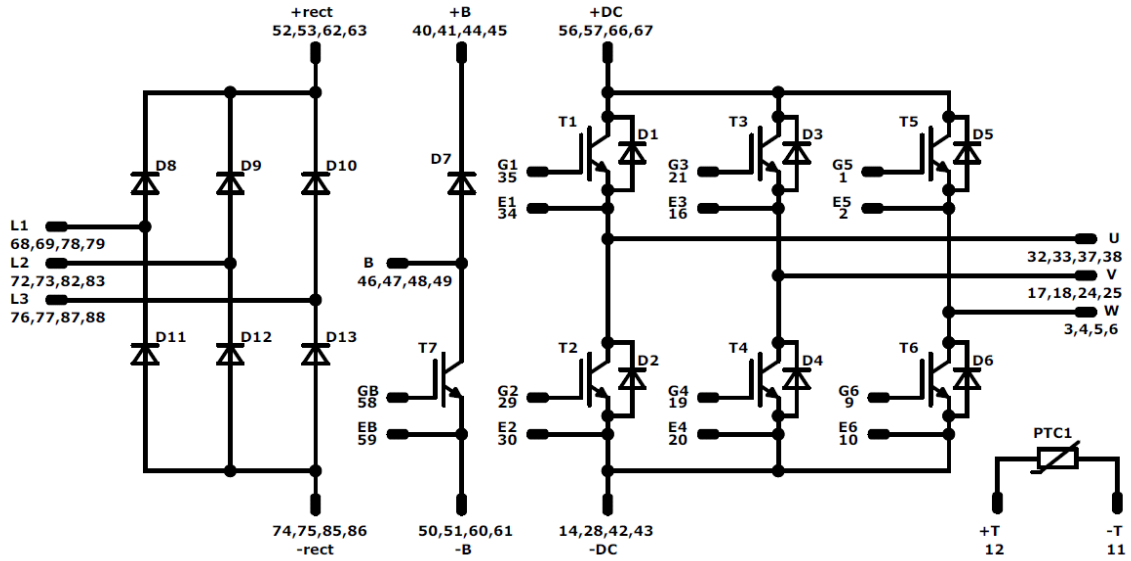 +rect
52,53,62,63
+B
40,41,44,45
+DC
56,57,66,67
T1
D1
T3
D3
T5
D5
D8
D9
D10
D7
G1
35
G3
21
G5
1
E1
34
E3
16
E5
2
L1
68,69,78,79
U
32,33,37,38
L2
72,73,82,83
B
46,47,48,49
V
17,18,24,25
L3
76,77,87,88
W
3,4,5,6
D11
D12
D13
T7
T2
D2
T4
D4
T6
D6
GB
58
G2
29
G4
19
G6
9
EB
59
E2
30
E4
20
E6
10
PTC1
74,75,85,86
-rect
50,51,60,61
-B
14,28,42,43
-DC
+T
12
-T
11